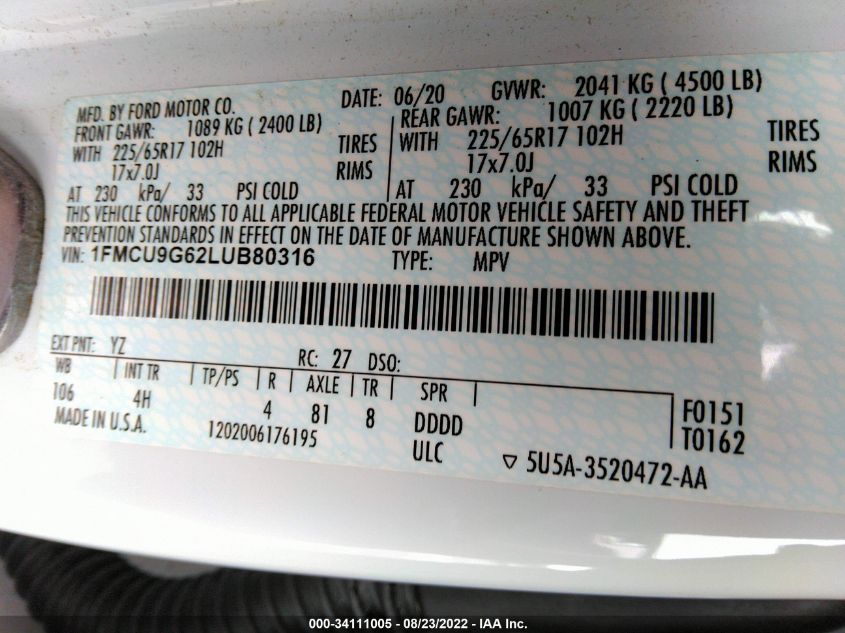 MFD. BY FORD MOTOR CO. DATE: 06/20 GVWR: 2041 KG ( 4500 LB)
FRONT GAWR: 1089 KG ( 2400 LB) REAR GAWR: 1007 KG ( 2220 LB)
WITH 225/65R17 102H TIRES WITH 225/65R17 102H TIRES
17x7.0J RIMS 17x7.0J RIMS
AT 230 kPa/ 33 PSI COLD AT 230 kPa/ 33 PSI COLD
THIS VEHICLE CONFORMS TO ALL APPLICABLE FEDERAL MOTOR VEHICLE SAFETY AND THEFT
PREVENTION STANDARDS IN EFFECT ON THE DATE OF MANUFACTURE SHOWN ABOVE.
VIN: 1FMCU9G62LUB80316 TYPE: MPV
EXT PNT: YZ RC: 27 DSO:
WB INT TR TP/PS R AXLE TR SPR
106 4H 4 81 8 DDDD F0151
MADE IN U.S.A. 1202006176195 ULC T0162
5U5A-3520472-AA
000-34111005 - 08/23/2022 - IAA Inc.